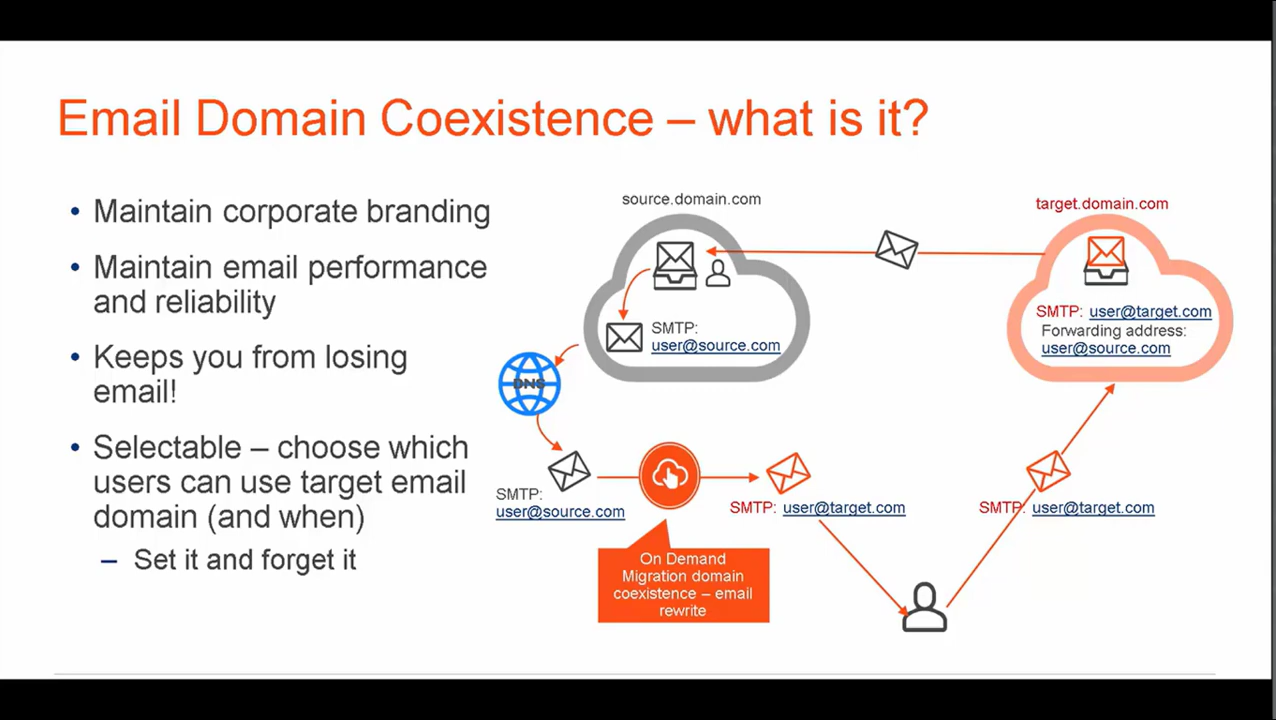 Email Domain Coexistence – what is it?
• Maintain corporate branding
• Maintain email performance
and reliability
• Keeps you from losing
email!
• Selectable – choose which
users can use target email
domain (and when)
– Set it and forget it
source.domain.com
SMTP:
user@source.com
target.domain.com
SMTP: user@target.com
Forwarding address:
user@source.com
DNS
SMTP:
user@source.com
SMTP: user@target.com
SMTP: user@target.com
On Demand
Migration domain
coexistence – email
rewrite